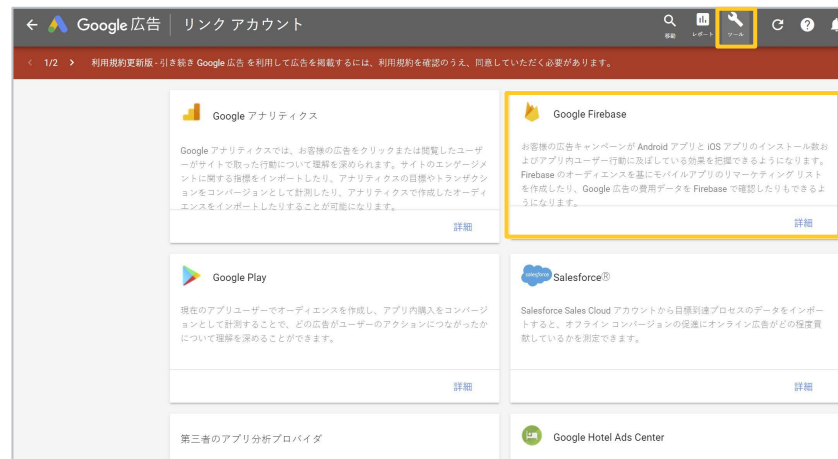 Google 広告 リンク アカウント
移動 レポート ツール
1/2 利用規約更新版 - 引き続き Google 広告 を利用して広告を掲載するには、利用規約を確認のうえ、同意していただく必要があります。
Google アナリティクス
Google アナリティクスでは、お客様の広告をクリックまたは閲覧したユーザ
ーがサイトで取った行動について理解を深められます。サイトのエンゲージメ
ントに関する指標をインポートしたり、アナリティクスの目標やトランザクシ
ョンをコンバージョンとして計測したり、アナリティクスで作成したオーディ
エンスをインポートしたりすることが可能になります。
詳細
Google Firebase
お客様の広告キャンペーンが Android アプリと iOS アプリのインストール数お
よびアプリ内ユーザー行動に及ぼしている効果を把握できるようになります。
Firebase のオーディエンスを基にモバイルアプリのリマーケティング リスト
を作成したり、Google 広告の費用データを Firebase で確認したりもできるよ
うになります。
詳細
Google Play
現在のアプリユーザーでオーディエンスを作成し、アプリ内購入をコンバージ
ョンとして計測することで、どの広告がユーザーのアクションにつながったか
について理解を深めることができます。
詳細
salesforce Salesforce®
Salesforce Sales Cloud アカウントから目標到達プロセスのデータをインポー
トすると、オフライン コンバージョンの促進にオンライン広告がどの程度貢
献しているかを測定できます。
詳細
第三者のアプリ分析プロバイダ
Google Hotel Ads Center